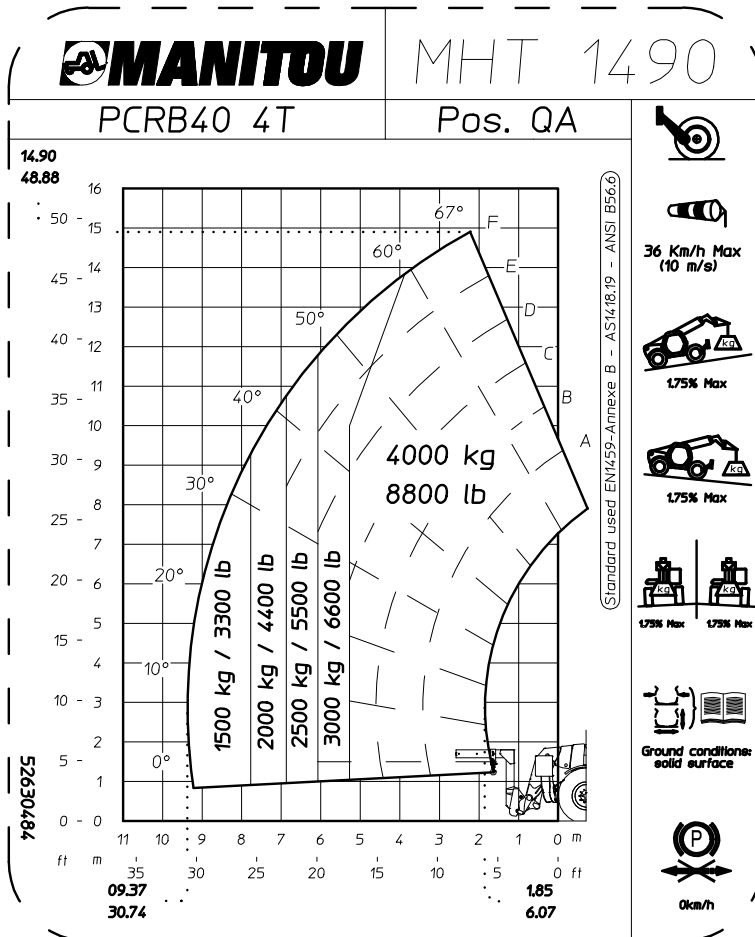 MANITOU
MHT 1490
PCRB40 4T
Pos. QA
14.90
48.88
16
50 - 15
14
45 - 13
40 - 12
11
35 - 10
30 - 9
8
25 - 7
20 - 6
5
15 - 4
10 - 3
2
5 - 1
0 - 0
ft m
67°
60°
50°
40°
30°
20°
10°
0°
F
E
D
C
B
A
4000 kg
8800 lb
1500 kg / 3300 lb
2000 kg / 4400 lb
2500 kg / 5500 lb
3000 kg / 6600 lb
11 10 9 8 7 6 5 4 3 2 1 0 m
35 30 25 20 15 10 5 0 ft
09.37
30.74
1.85
6.07
52630484
Standard used EN1459-Annexe B - AS1418.19 - ANSI B56.6
36 Km/h Max
(10 m/s)
kg
1.75% Max
kg
1.75% Max
kg kg
1.75% Max 1.75% Max
Ground conditions:
solid surface
P
0km/h